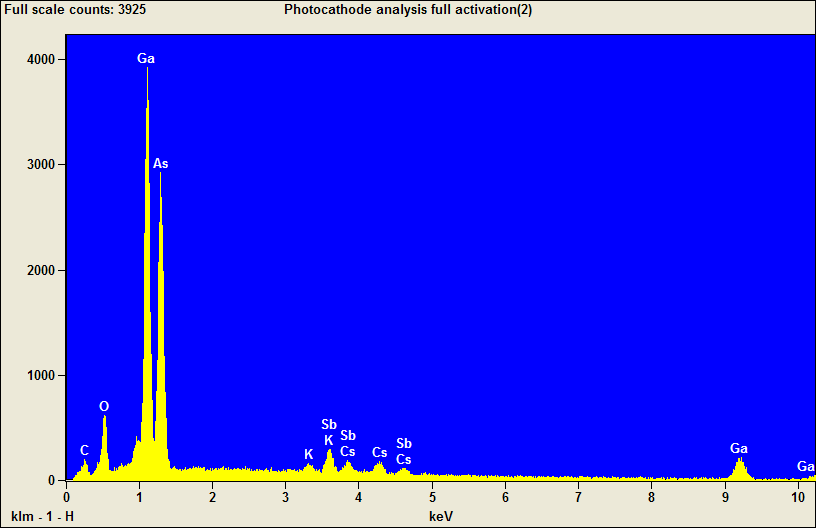 Full scale counts: 3925 Photocathode analysis full activation(2)
4000
Ga
3000
As
2000
1000
O
C
K
Sb
K
Sb
Cs
Cs
Sb
Cs
Ga
Ga
0
0 1 2 3 4 5 6 7 8 9 10
klm - 1 - H keV